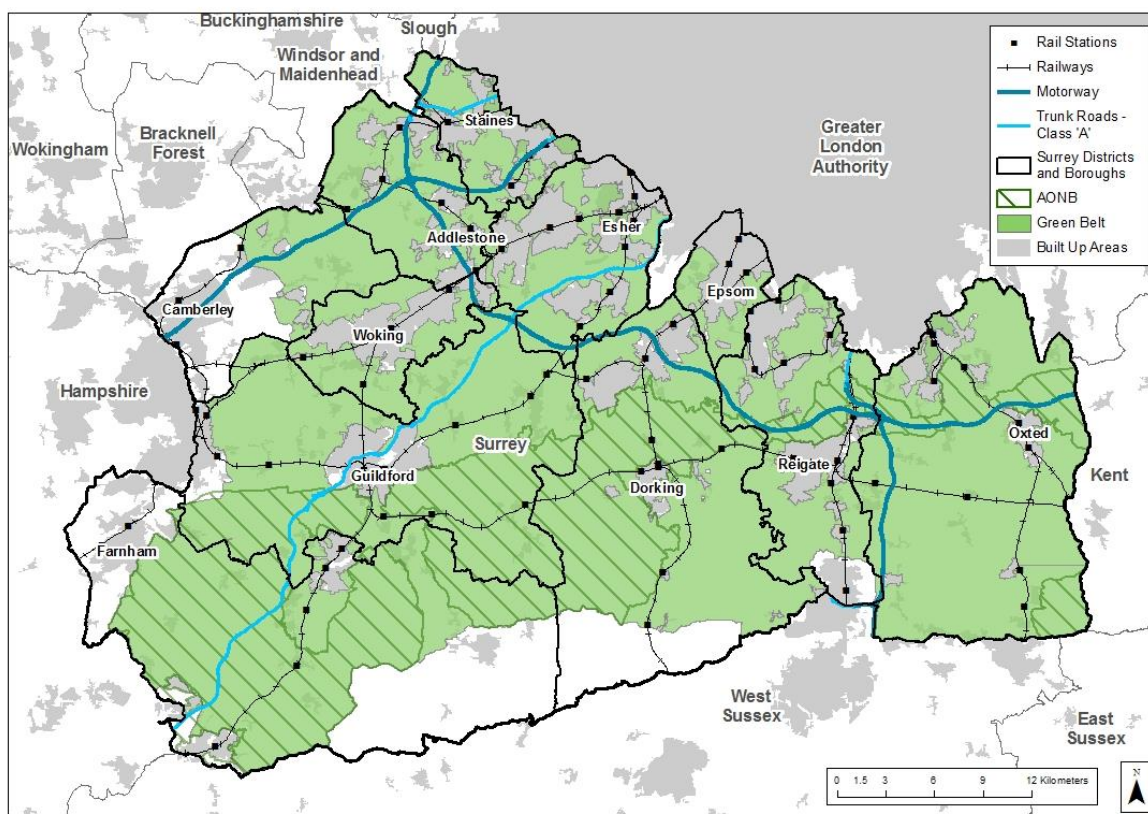 Buckinghamshire
Slough
Windsor and
Maidenhead
Bracknell
Forest
Wokingham
Staines
Greater
London
Authority
Addlestone
Esher
Epsom
Camberley
Woking
Hampshire
Surrey
Guildford
Dorking
Reigate
Oxted
Kent
Farnham
West
Sussex
East
Sussex
Rail Stations
Railways
Motorway
Trunk Roads -
Class 'A'
Surrey Districts
and Boroughs
AONB
Green Belt
Built Up Areas
0 1.5 3 6 9 12 Kilometers
N